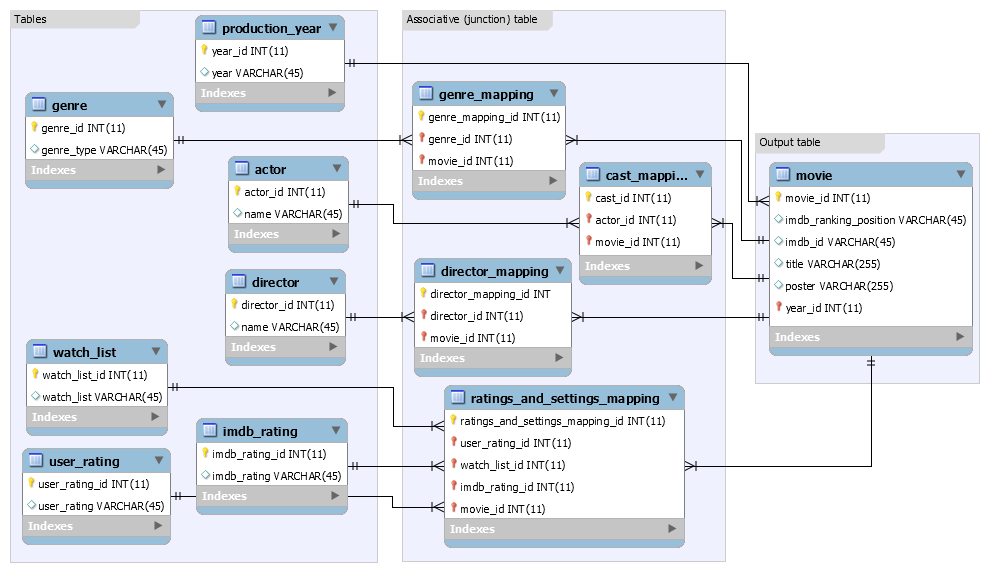 Tables
production_year
year_id INT(11)
year VARCHAR(45)
Indexes
genre
genre_id INT(11)
genre_type VARCHAR(45)
Indexes
actor
actor_id INT(11)
name VARCHAR(45)
Indexes
director
director_id INT(11)
name VARCHAR(45)
Indexes
watch_list
watch_list_id INT(11)
watch_list VARCHAR(45)
Indexes
imdb_rating
imdb_rating_id INT(11)
imdb_rating VARCHAR(45)
Indexes
user_rating
user_rating_id INT(11)
user_rating VARCHAR(45)
Indexes
Associative (junction) table
genre_mapping
genre_mapping_id INT(11)
genre_id INT(11)
movie_id INT(11)
Indexes
cast_mappi...
cast_id INT(11)
actor_id INT(11)
movie_id INT(11)
Indexes
director_mapping
director_mapping_id INT
director_id INT(11)
movie_id INT(11)
Indexes
ratings_and_settings_mapping
ratings_and_settings_mapping_id INT(11)
user_rating_id INT(11)
watch_list_id INT(11)
imdb_rating_id INT(11)
movie_id INT(11)
Indexes
Output table
movie
movie_id INT(11)
imdb_ranking_position VARCHAR(45)
imdb_id VARCHAR(45)
title VARCHAR(255)
poster VARCHAR(255)
year_id INT(11)
Indexes